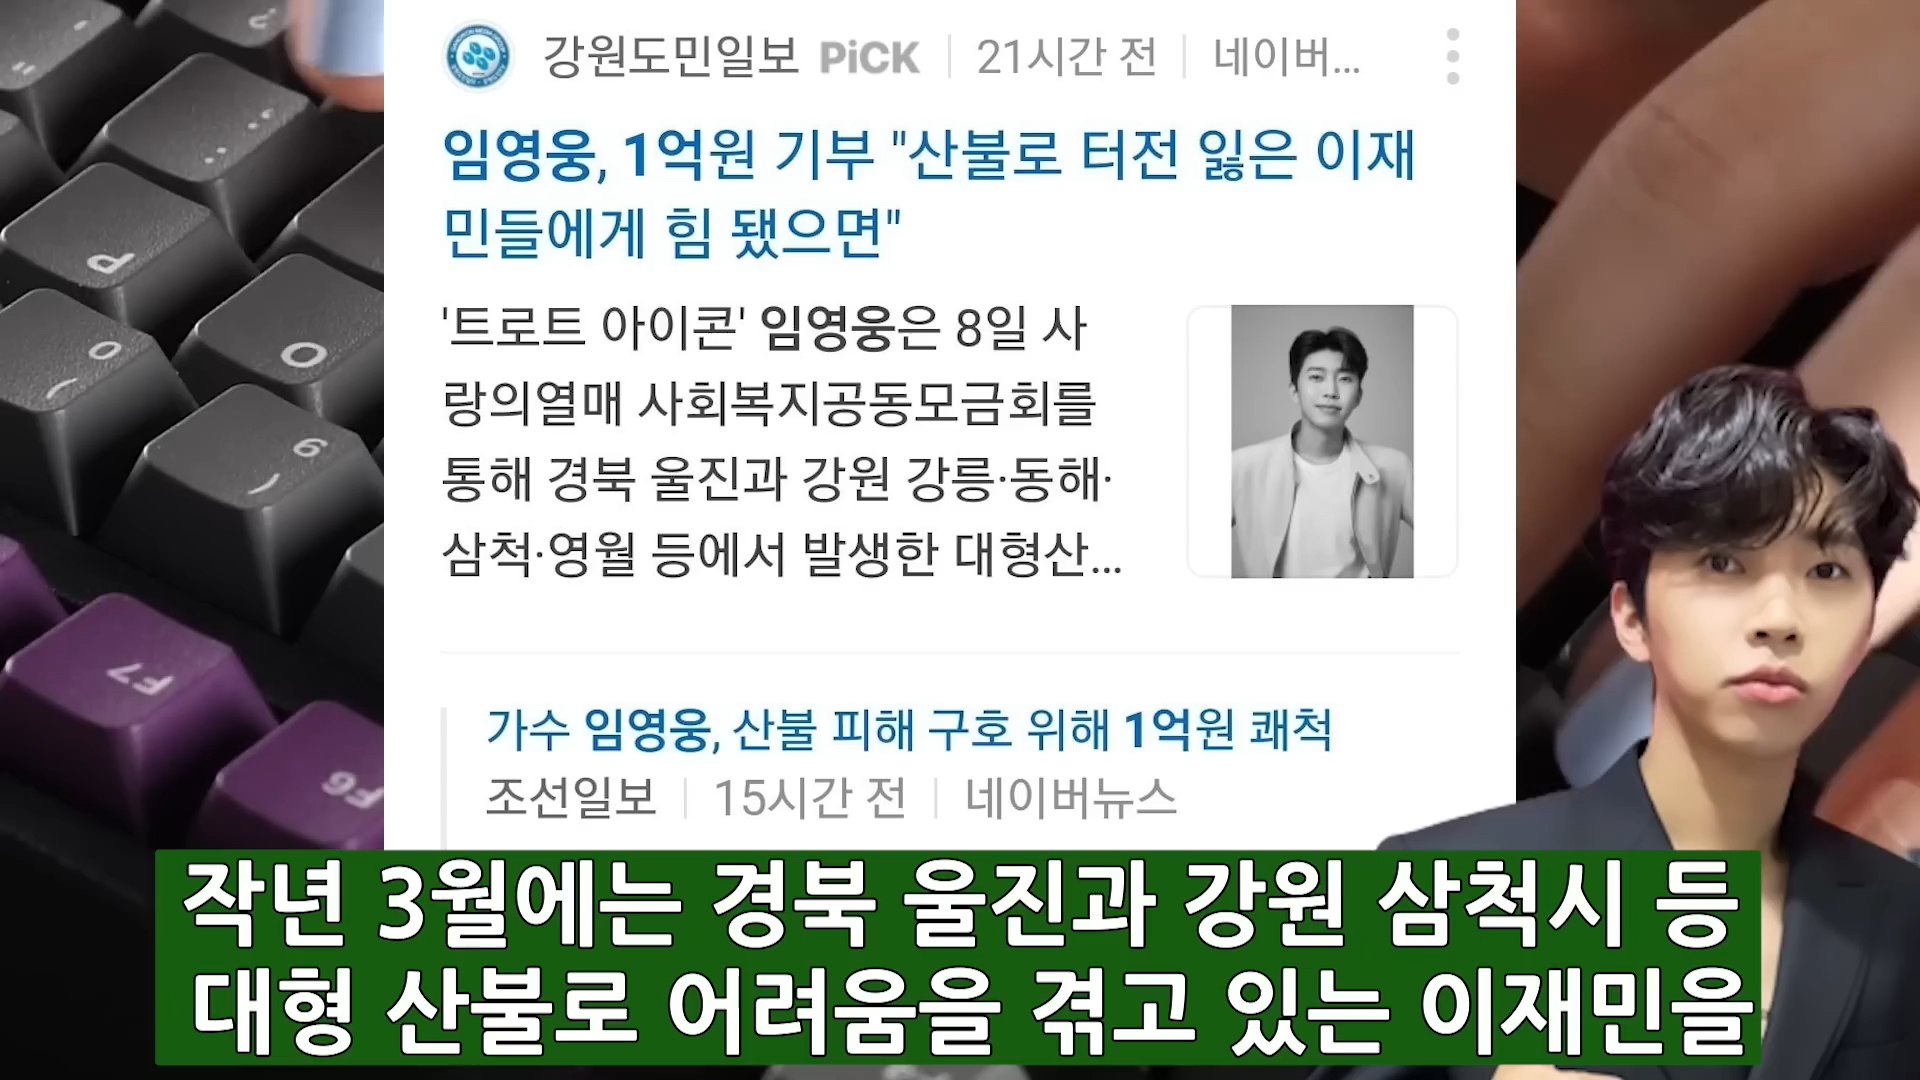 강원도민일보 PiCK 21시간 전 네이버...
임영웅, 1억원 기부 "산불로 터전 잃은 이재
민들에게 힘 됐으면"
'트로트 아이콘' 임영웅은 8일 사
랑의열매 사회복지공동모금회를
통해 경북 울진과 강원 강릉·동해·
삼척·영월 등에서 발생한 대형산...
가수 임영웅, 산불 피해 구호 위해 1억원 쾌척
조선일보 15시간 전 네이버뉴스
작년 3월에는 경북 울진과 강원 삼척시 등
대형 산불로 어려움을 겪고 있는 이재민을
F7
F6